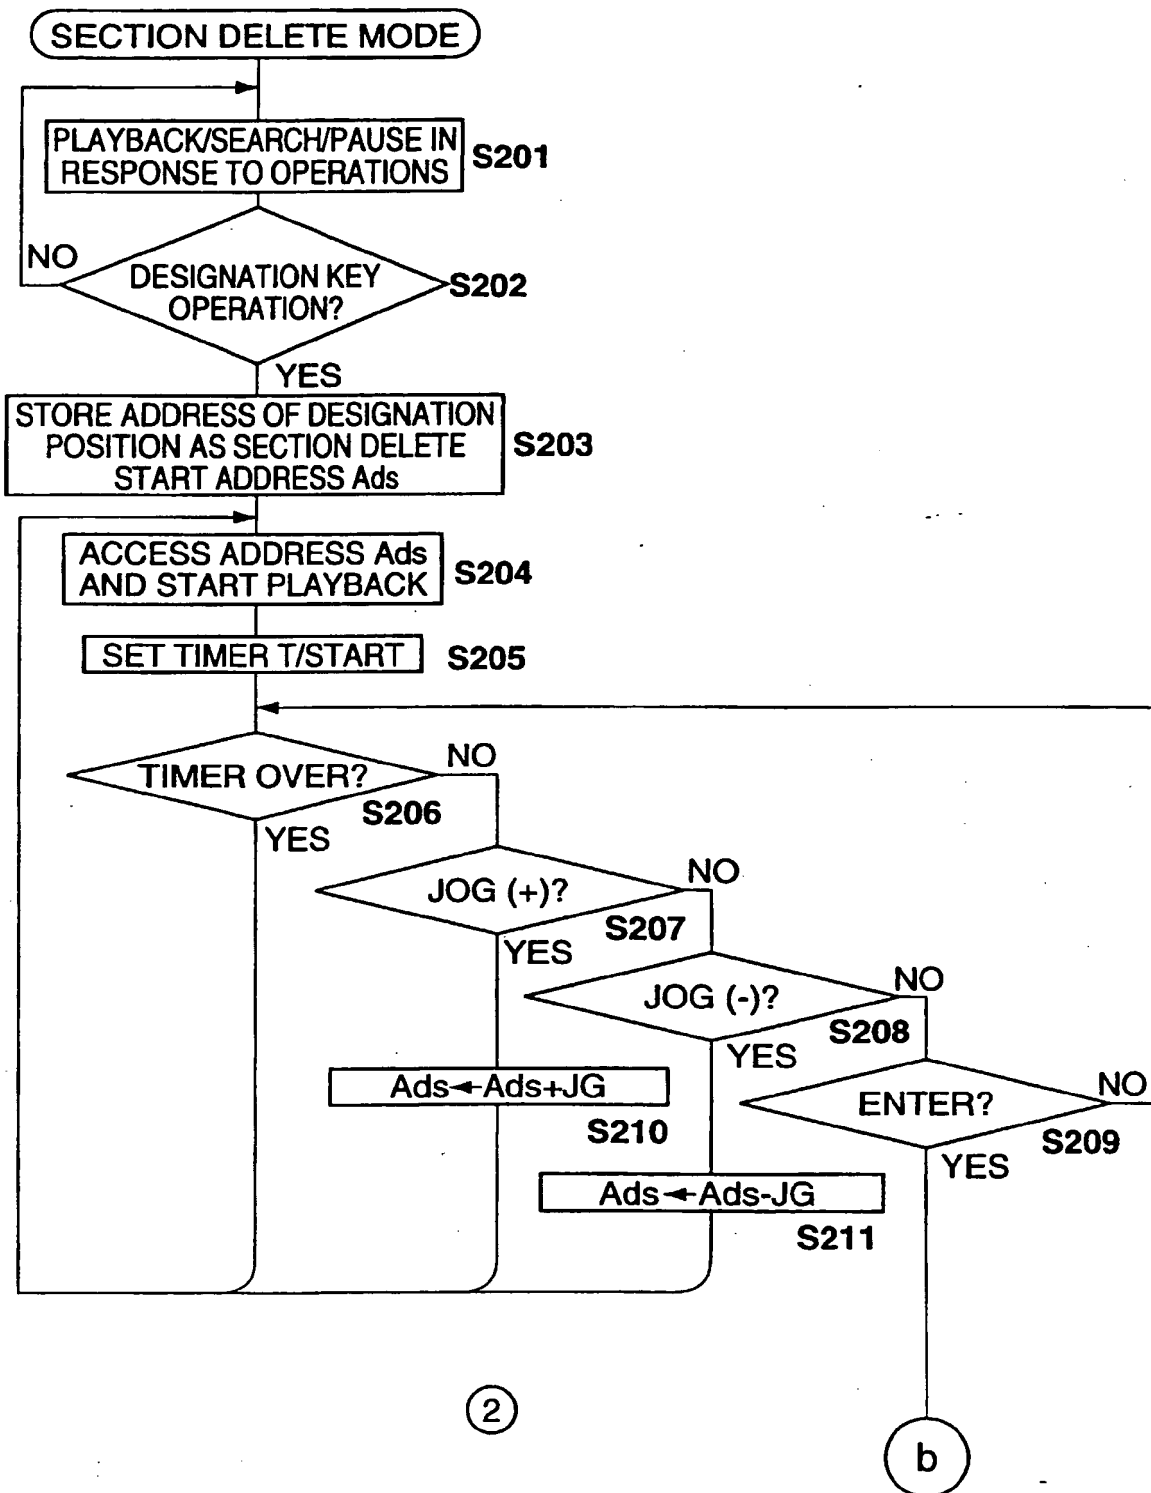 SECTION DELETE MODE
PLAYBACK/SEARCH/PAUSE IN
RESPONSE TO OPERATIONS
S201
NO
DESIGNATION KEY
OPERATION?
S202
YES
STORE ADDRESS OF DESIGNATION
POSITION AS SECTION DELETE
START ADDRESS Ads
S203
ACCESS ADDRESS Ads
AND START PLAYBACK
S204
SET TIMER T/START
S205
TIMER OVER?
NO
S206
YES
JOG (+)?
NO
S207
YES
JOG (-)?
NO
S208
YES
Ads←Ads+JG
S210
ENTER?
NO
S209
YES
Ads←Ads-JG
S211
2
b